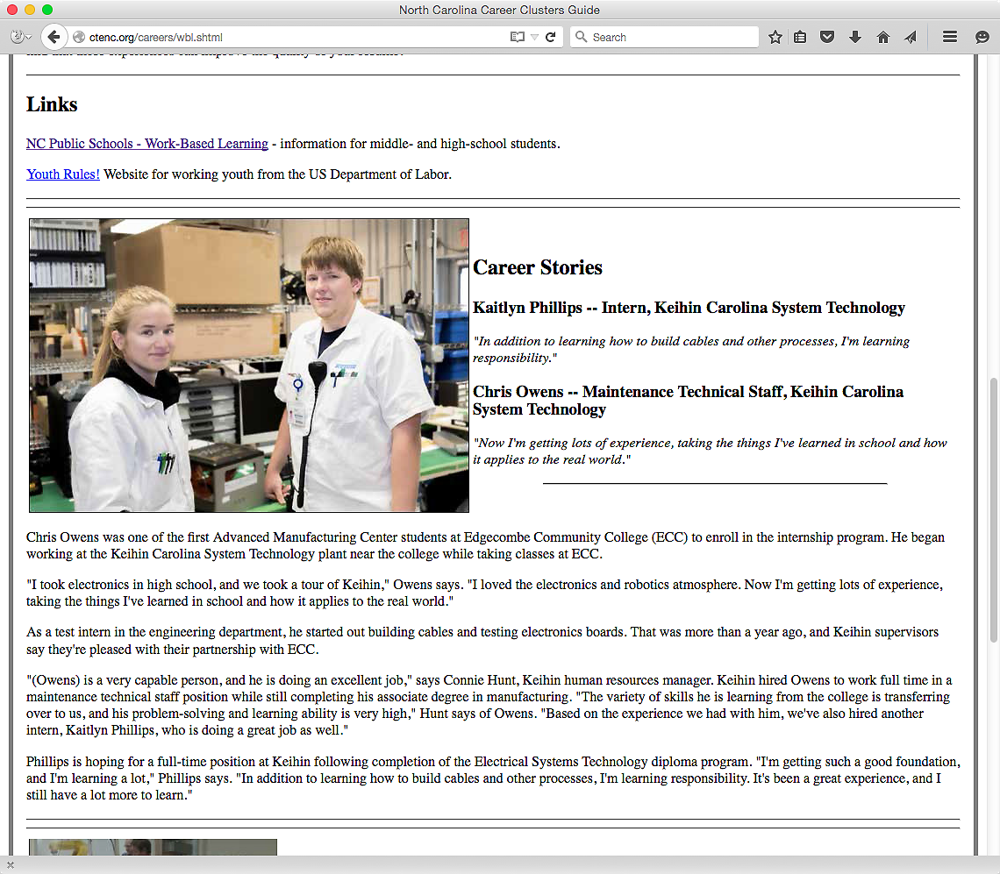 North Carolina Career Clusters Guide
ctenc.org/careers/wbl.shtml
Search
Links
NC Public Schools - Work-Based Learning - information for middle- and high-school students.
Youth Rules! Website for working youth from the US Department of Labor.
Career Stories
Kaitlyn Phillips -- Intern, Keihin Carolina System Technology
"In addition to learning how to build cables and other processes, I'm learning
responsibility."
Chris Owens -- Maintenance Technical Staff, Keihin Carolina
System Technology
"Now I'm getting lots of experience, taking the things I've learned in school and how
it applies to the real world."
Chris Owens was one of the first Advanced Manufacturing Center students at Edgecombe Community College (ECC) to enroll in the internship program. He began
working at the Keihin Carolina System Technology plant near the college while taking classes at ECC.
"I took electronics in high school, and we took a tour of Keihin," Owens says. "I loved the electronics and robotics atmosphere. Now I'm getting lots of experience,
taking the things I've learned in school and how it applies to the real world."
As a test intern in the engineering department, he started out building cables and testing electronics boards. That was more than a year ago, and Keihin supervisors
say they're pleased with their partnership with ECC.
"(Owens) is a very capable person, and he is doing an excellent job," says Connie Hunt, Keihin human resources manager. Keihin hired Owens to work full time in a
maintenance technical staff position while still completing his associate degree in manufacturing. "The variety of skills he is learning from the college is transferring
over to us, and his problem-solving and learning ability is very high," Hunt says of Owens. "Based on the experience we had with him, we've also hired another
intern, Kaitlyn Phillips, who is doing a great job as well."
Phillips is hoping for a full-time position at Keihin following completion of the Electrical Systems Technology diploma program. "I'm getting such a good foundation,
and I'm learning a lot," Phillips says. "In addition to learning how to build cables and other processes, I'm learning responsibility. It's been a great experience, and I
still have a lot more to learn."